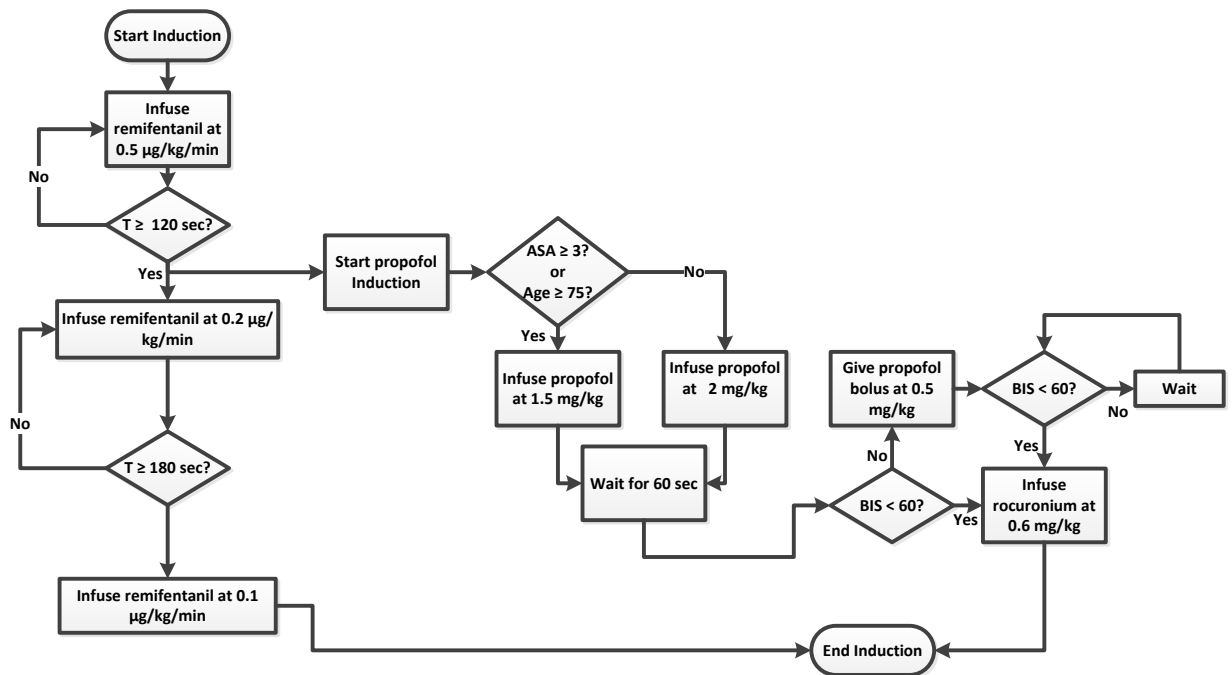 Start Induction
Infuse
remifentanil at
0.5 µg/kg/min
No
T ≥ 120 sec?
Yes
Start propofol
Induction
ASA ≥ 3?
or
Age ≥ 75?
No
Yes
Infuse remifentanil at 0.2 µg/
kg/min
No
T ≥ 180 sec?
Infuse propofol
at 1.5 mg/kg
Infuse propofol
at 2 mg/kg
Wait for 60 sec
Give propofol
bolus at 0.5
mg/kg
BIS < 60?
No
Wait
Yes
No
BIS < 60?
Yes
Infuse
rocuronium at
0.6 mg/kg
Infuse remifentanil at 0.1
µg/kg/min
End Induction